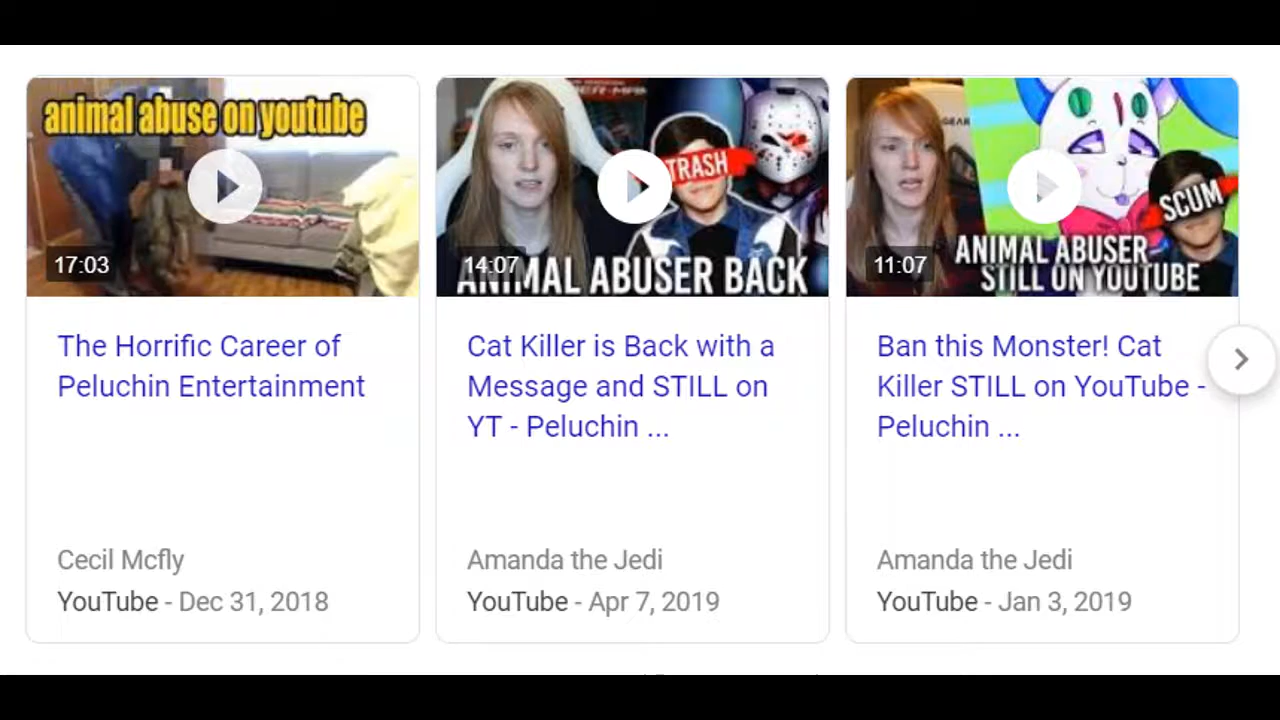 animal abuse on youtube
17:03
The Horrific Career of
Peluchin Entertainment
Cecil Mcfly
YouTube - Dec 31, 2018
TRASH
14:07
ANIMAL ABUSER BACK
Cat Killer is Back with a
Message and STILL on
YT - Peluchin ...
Amanda the Jedi
YouTube - Apr 7, 2019
GEAR
SCUM
11:07
ANIMAL ABUSER
STILL ON YOUTUBE
Ban this Monster! Cat
Killer STILL on YouTube -
Peluchin ...
Amanda the Jedi
YouTube - Jan 3, 2019